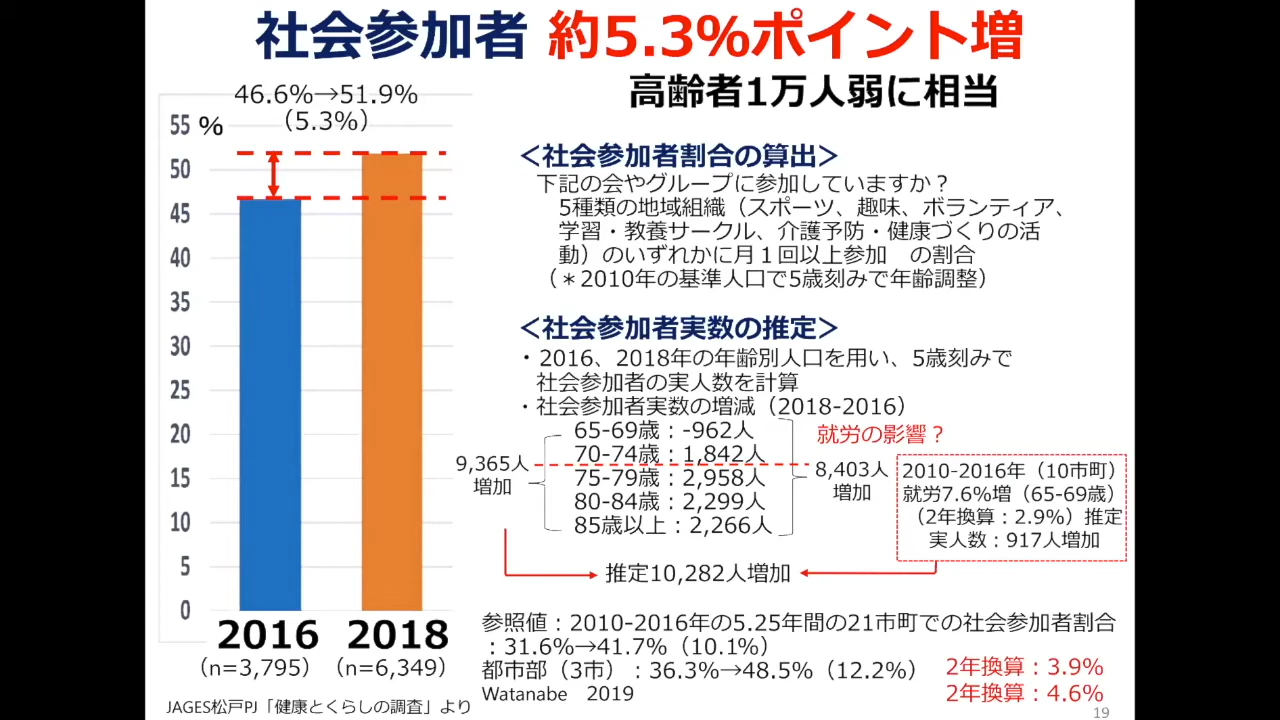 社会参加者 約5.3%ポイント増
高齢者1万人弱に相当
46.6%→51.9%
（5.3%）
%
55
50
45
40
35
30
25
20
15
10
5
0
2016 2018
（n=3,795） （n=6,349）
JAGES松戸PJ「健康とくらしの調査」より
＜社会参加者割合の算出＞
下記の会やグループに参加していますか？
5種類の地域組織（スポーツ、趣味、ボランティア、
学習・教養サークル、介護予防・健康づくりの活
動）のいずれかに月１回以上参加　の割合
（＊2010年の基準人口で5歳刻みで年齢調整）
＜社会参加者実数の推定＞
・2016、2018年の年齢別人口を用い、5歳刻みで
社会参加者の実人数を計算
・社会参加者実数の増減（2018-2016）
65-69歳：-962人
70-74歳：1,842人
75-79歳：2,958人
80-84歳：2,299人
85歳以上：2,266人
9,365人
増加
就労の影響？
8,403人
増加
2010-2016年（10市町）
就労7.6%増（65-69歳）
（2年換算：2.9%）推定
実人数：917人増加
推定10,282人増加
参照値：2010-2016年の5.25年間の21市町での社会参加者割合
：31.6%→41.7%（10.1%）
都市部（3市）：36.3%→48.5%（12.2%）
Watanabe　2019
2年換算：3.9%
2年換算：4.6%
19